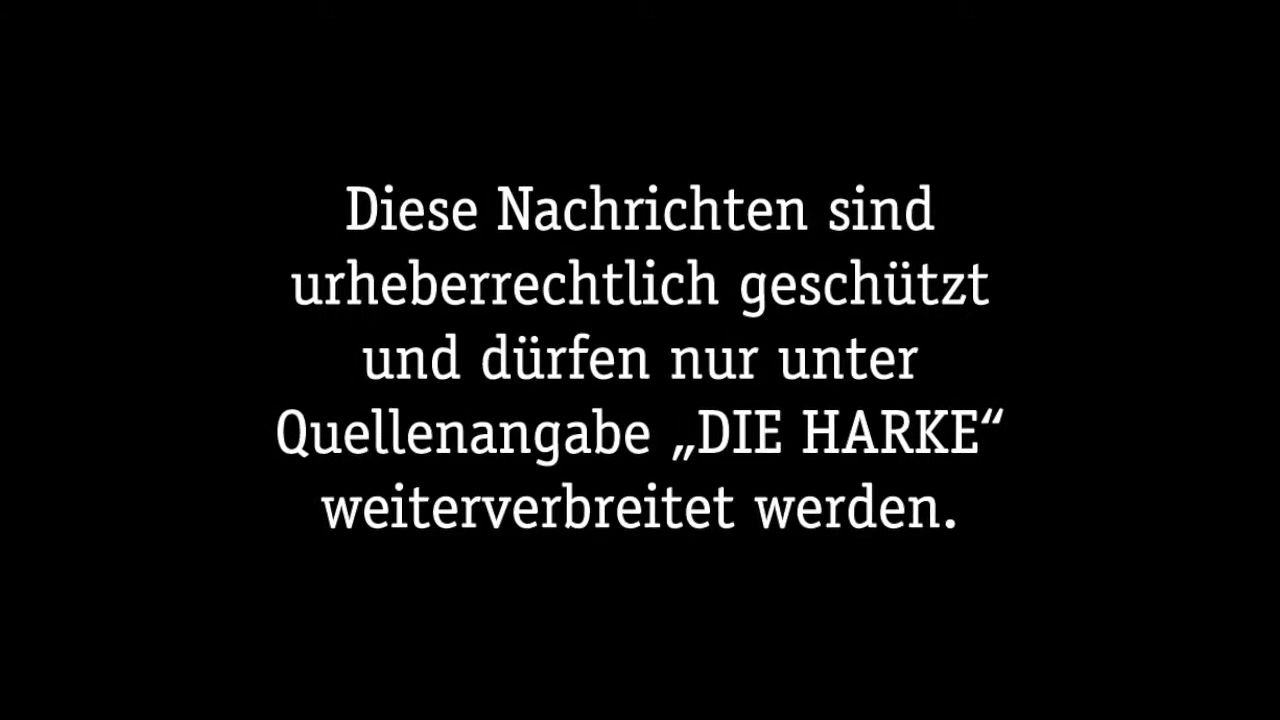 Diese Nachrichten sind
urheberrechtlich geschützt
und dürfen nur unter
Quellenangabe „DIE HARKE“
weiterverbreitet werden.